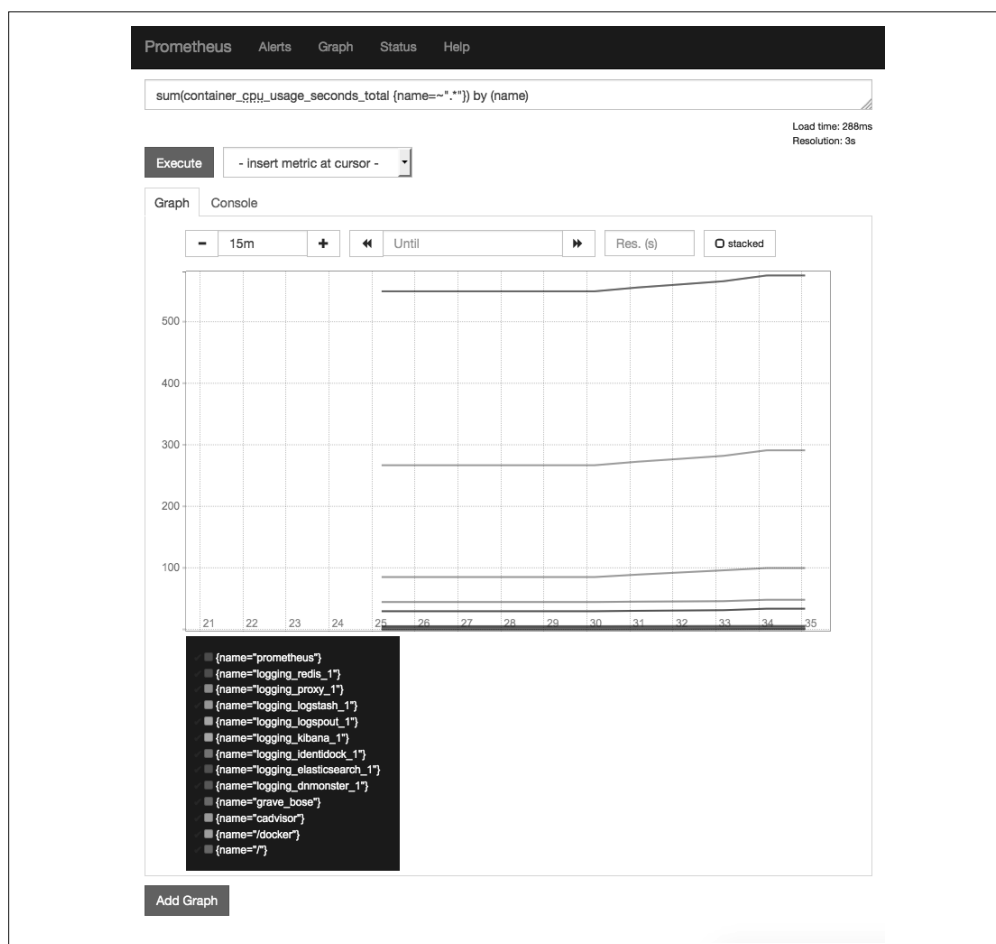 Prometheus Alerts Graph Status Help
sum(container_cpu_usage_seconds_total {name=~".*"}) by (name)
Load time: 288ms
Resolution: 3s
Execute - insert metric at cursor -
Graph Console
− 15m + Until Res. (s) stacked
500
400
300
200
100
21 22 23 24 25 26 27 28 29 30 31 32 33 34 35
{name="prometheus"}
{name="logging_redis_1"}
{name="logging_proxy_1"}
{name="logging_logstash_1"}
{name="logging_logspout_1"}
{name="logging_kibana_1"}
{name="logging_identidock_1"}
{name="logging_elasticsearch_1"}
{name="logging_dnmonster_1"}
{name="grave_bose"}
{name="cadvisor"}
{name="/docker"}
{name="/"}
Add Graph